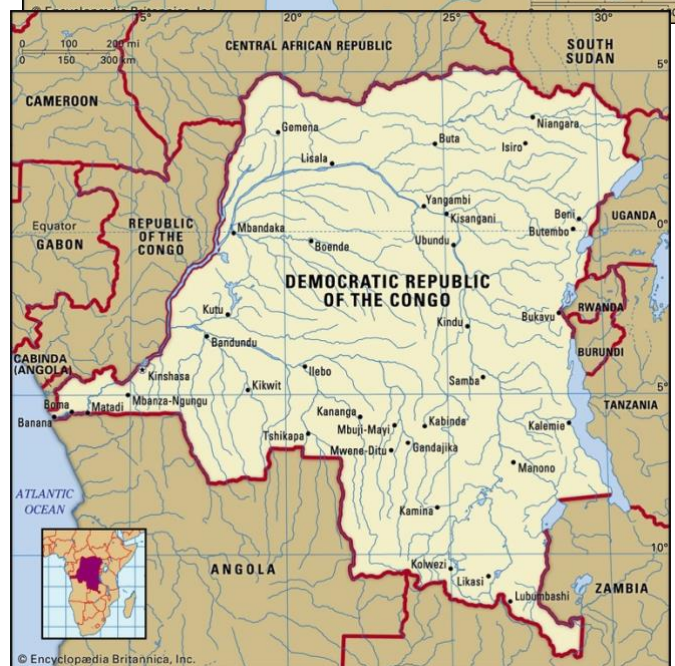 © Encyclopædia Britannica, Inc.
15°
20°
25°
30°
0 100 200 mi
0 150 300 km
CENTRAL AFRICAN REPUBLIC
SOUTH
SUDAN
5°
CAMEROON
Gemena
Buta
Niangara
Isiro
Lisala
Yangambi
Kisangani
Beni
UGANDA
Equator
GABON
REPUBLIC
OF THE
CONGO
Mbandaka
Boende
Ubundu
Butembo
0°
DEMOCRATIC REPUBLIC
OF THE CONGO
Kutu
Bandundu
Kindu
Bukavu
RWANDA
BURUNDI
CABINDA
(ANGOLA)
Kinshasa
Ilebo
Kikwit
Samba
TANZANIA
5°
Boma
Matadi
Mbanza-Ngungu
Banana
Kananga
Mbuji-Mayi
Kabinda
Kalemie
Tshikapa
Mwene-Ditu
Gandajika
Manono
ATLANTIC
OCEAN
Kamina
ANGOLA
10°
Kolwezi
Likasi
Lubumbashi
ZAMBIA
© Encyclopædia Britannica, Inc.